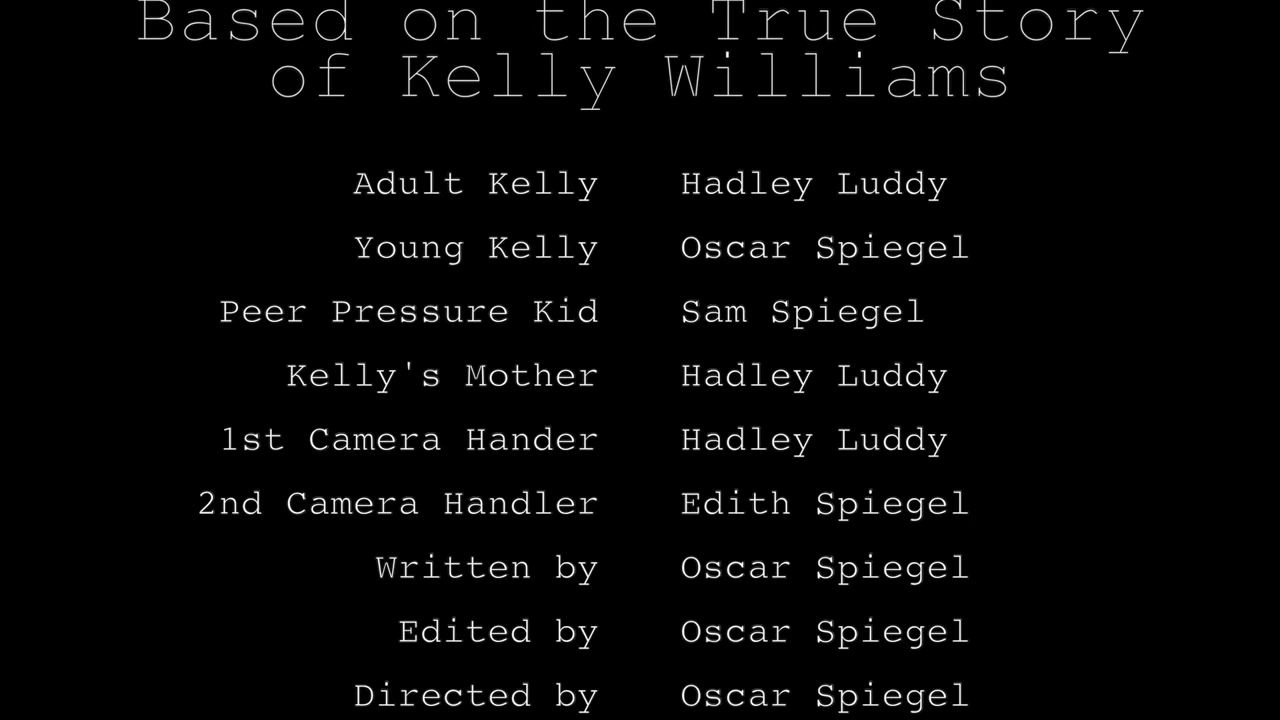 Based on the True Story
of Kelly Williams
Adult Kelly Hadley Luddy
Young Kelly Oscar Spiegel
Peer Pressure Kid Sam Spiegel
Kelly's Mother Hadley Luddy
1st Camera Hander Hadley Luddy
2nd Camera Handler Edith Spiegel
Written by Oscar Spiegel
Edited by Oscar Spiegel
Directed by Oscar Spiegel